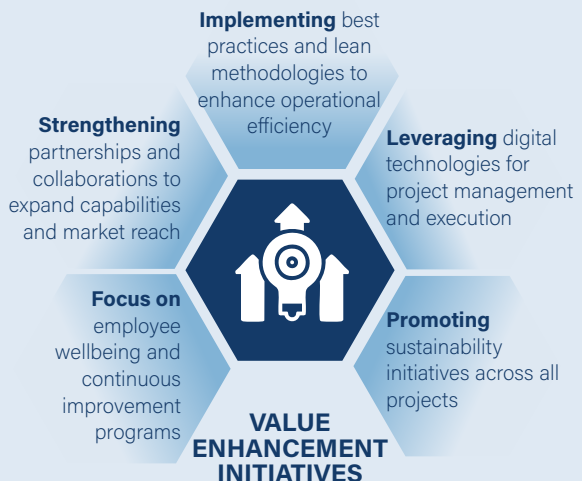 Implementing best
practices and lean
methodologies to
enhance operational
efficiency
Strengthening
partnerships and
collaborations to
expand capabilities
and market reach
Leveraging digital
technologies for
project management
and execution
Focus on
employee
wellbeing and
continuous
improvement
programs
Promoting
sustainability
initiatives across all
projects
VALUE
ENHANCEMENT
INITIATIVES